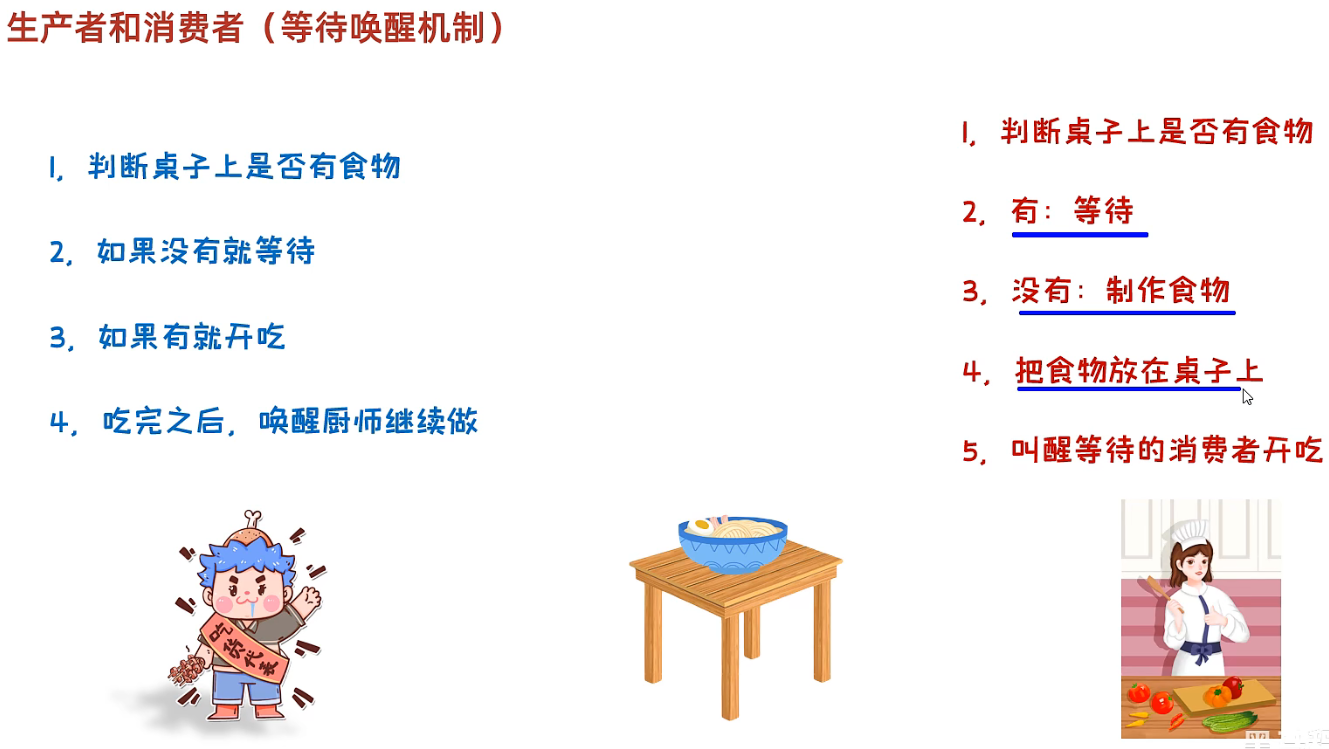 生产者和消费者（等待唤醒机制）
1，判断桌子上是否有食物
2，如果没有就等待
3，如果有就开吃
4，吃完之后，唤醒厨师继续做
1，判断桌子上是否有食物
2，有：等待
3，没有：制作食物
4，把食物放在桌子上
5，叫醒等待的消费者开吃
吃货代表